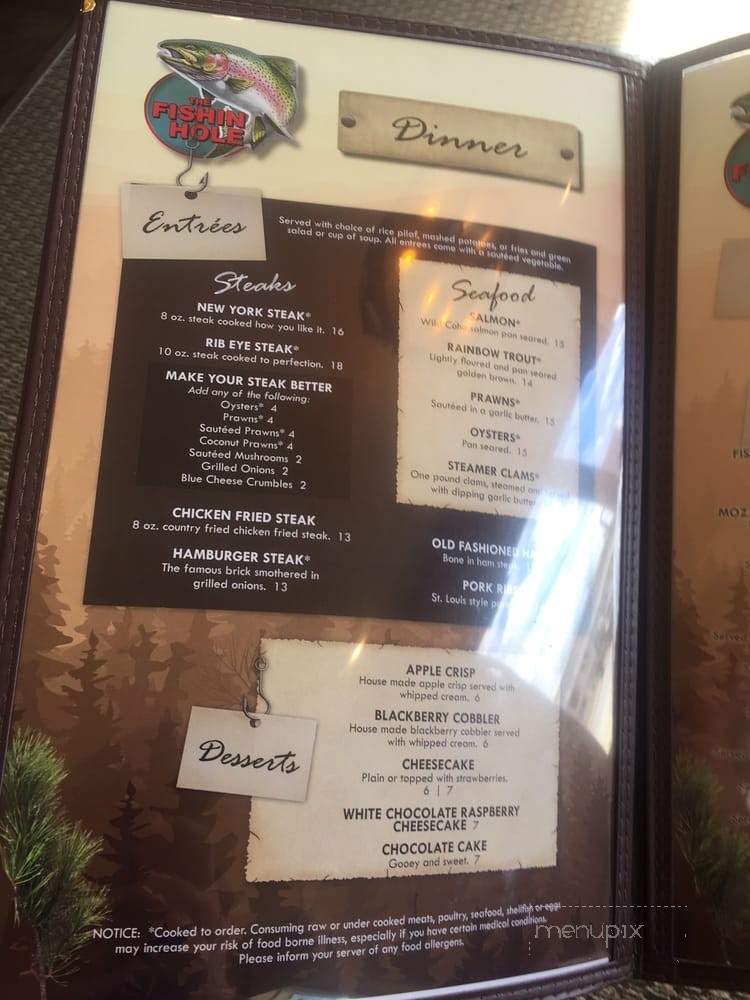 THE
FISHIN
HOLE
Dinner
Entrées
Served with choice of rice pilaf, mashed potatoes, or fries and green
salad or cup of soup. All entrees come with a sautéed vegetable.
Steaks
NEW YORK STEAK*
8 oz. steak cooked how you like it. 16
RIB EYE STEAK*
10 oz. steak cooked to perfection. 18
MAKE YOUR STEAK BETTER
Add any of the following:
Oysters* 4
Prawns* 4
Sautéed Prawns* 4
Coconut Prawns* 4
Sautéed Mushrooms 2
Grilled Onions 2
Blue Cheese Crumbles 2
CHICKEN FRIED STEAK
8 oz. country fried chicken fried steak. 13
HAMBURGER STEAK*
The famous brick smothered in
grilled onions. 13
Seafood
SALMON*
Wild Coho salmon pan seared. 15
RAINBOW TROUT*
Lightly floured and pan seared
golden brown. 14
PRAWNS*
Sautéed in a garlic butter. 15
OYSTERS*
Pan seared. 15
STEAMER CLAMS*
One pound clams, steamed and
with dipping garlic butter
OLD FASHIONED
Bone in ham
PORK
St. Louis style
Desserts
APPLE CRISP
House made apple crisp served with
whipped cream. 6
BLACKBERRY COBBLER
House made blackberry cobbler served
with whipped cream. 6
CHEESECAKE
Plain or topped with strawberries.
6 | 7
WHITE CHOCOLATE RASPBERRY
CHEESECAKE 7
CHOCOLATE CAKE
Gooey and sweet. 7
NOTICE: *Cooked to order. Consuming raw or under cooked meats, poultry, seafood, shellfish or eggs
may increase your risk of food borne illness, especially if you have certain medical conditions.
Please inform your server of any food allergens.
menupix